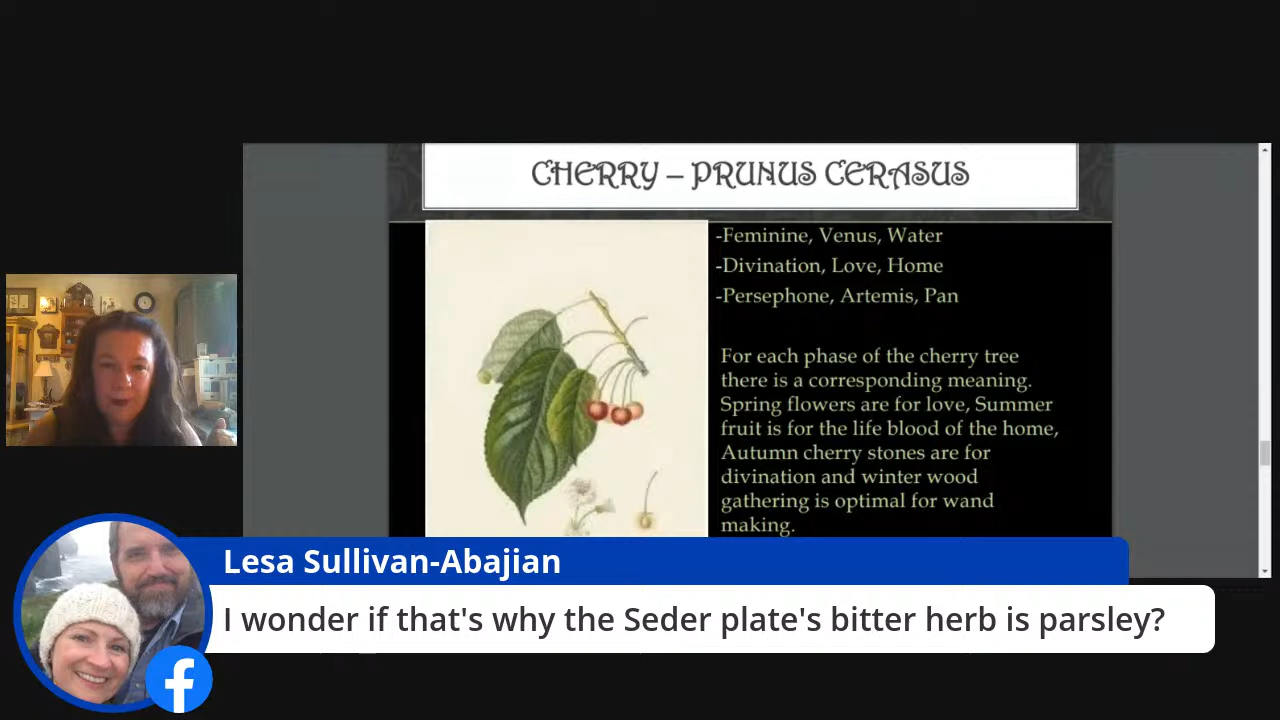 CHERRY – PRUNUS CERASUS
-Feminine, Venus, Water
-Divination, Love, Home
-Persephone, Artemis, Pan
For each phase of the cherry tree
there is a corresponding meaning.
Spring flowers are for love, Summer
fruit is for the life blood of the home,
Autumn cherry stones are for
divination and winter wood
gathering is optimal for wand
making.
Lesa Sullivan-Abajian
I wonder if that's why the Seder plate's bitter herb is parsley?